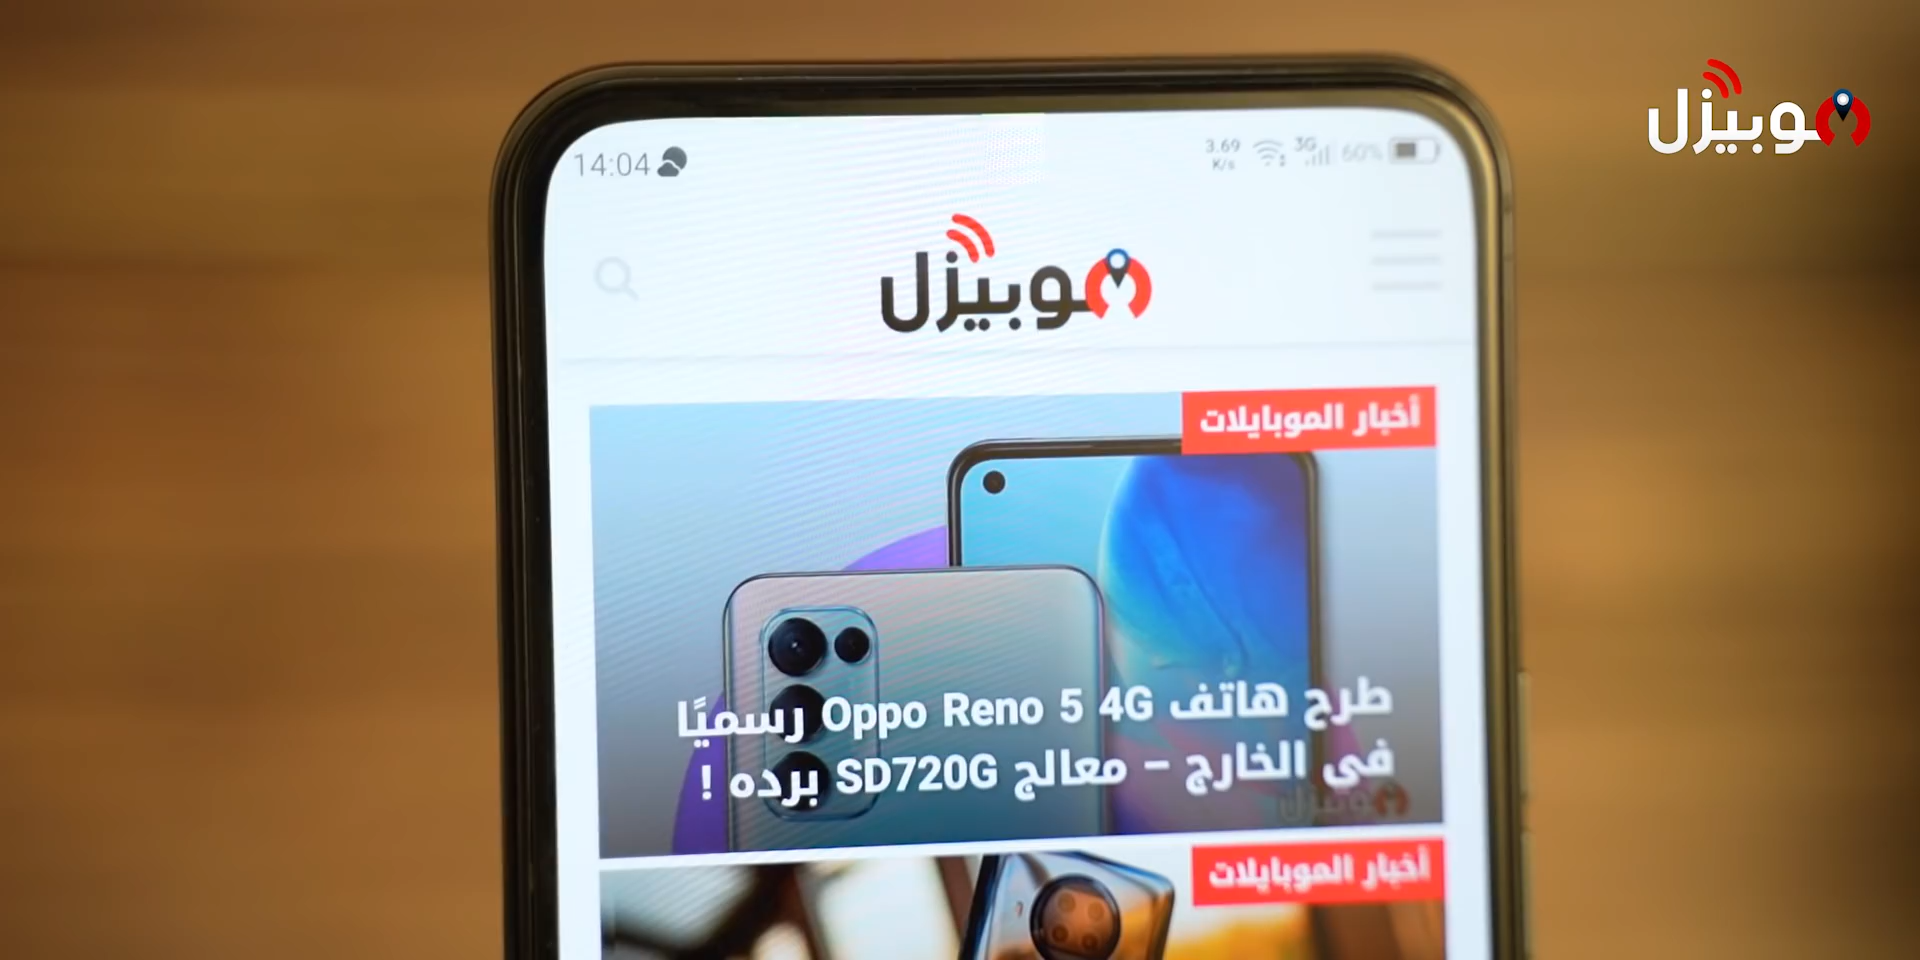 موبيزل
14:04
3.69
K/s
3G
60%
موبيزل
أخبار الموبايلات
طرح هاتف Oppo Reno 5 4G رسميًا
في الخارج – معالج SD720G برده !
موبيزل
أخبار الموبايلات